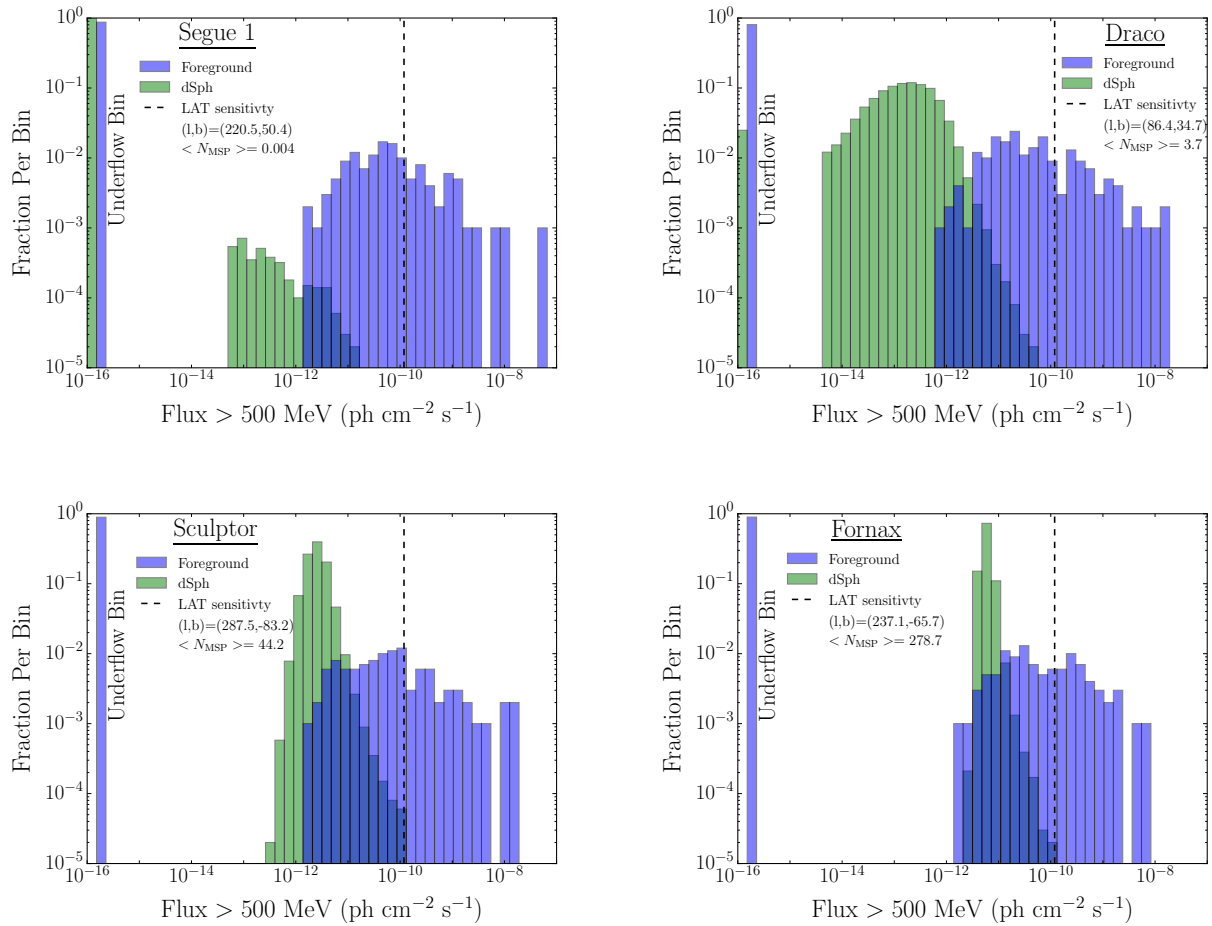 Segue 1
Foreground
dSph
LAT sensitivty
(l,b)=(220.5,50.4)
< N_MSP >= 0.004
Underflow Bin
Fraction Per Bin
10^0
10^−1
10^−2
10^−3
10^−4
10^−5
10^−16
10^−14
10^−12
10^−10
10^−8
Flux > 500 MeV (ph cm^−2 s^−1)
Draco
Foreground
dSph
LAT sensitivty
(l,b)=(86.4,34.7)
< N_MSP >= 3.7
Underflow Bin
Fraction Per Bin
10^0
10^−1
10^−2
10^−3
10^−4
10^−5
10^−16
10^−14
10^−12
10^−10
10^−8
Flux > 500 MeV (ph cm^−2 s^−1)
Sculptor
Foreground
dSph
LAT sensitivty
(l,b)=(287.5,-83.2)
< N_MSP >= 44.2
Underflow Bin
Fraction Per Bin
10^0
10^−1
10^−2
10^−3
10^−4
10^−5
10^−16
10^−14
10^−12
10^−10
10^−8
Flux > 500 MeV (ph cm^−2 s^−1)
Fornax
Foreground
dSph
LAT sensitivty
(l,b)=(237.1,-65.7)
< N_MSP >= 278.7
Underflow Bin
Fraction Per Bin
10^0
10^−1
10^−2
10^−3
10^−4
10^−5
10^−16
10^−14
10^−12
10^−10
10^−8
Flux > 500 MeV (ph cm^−2 s^−1)